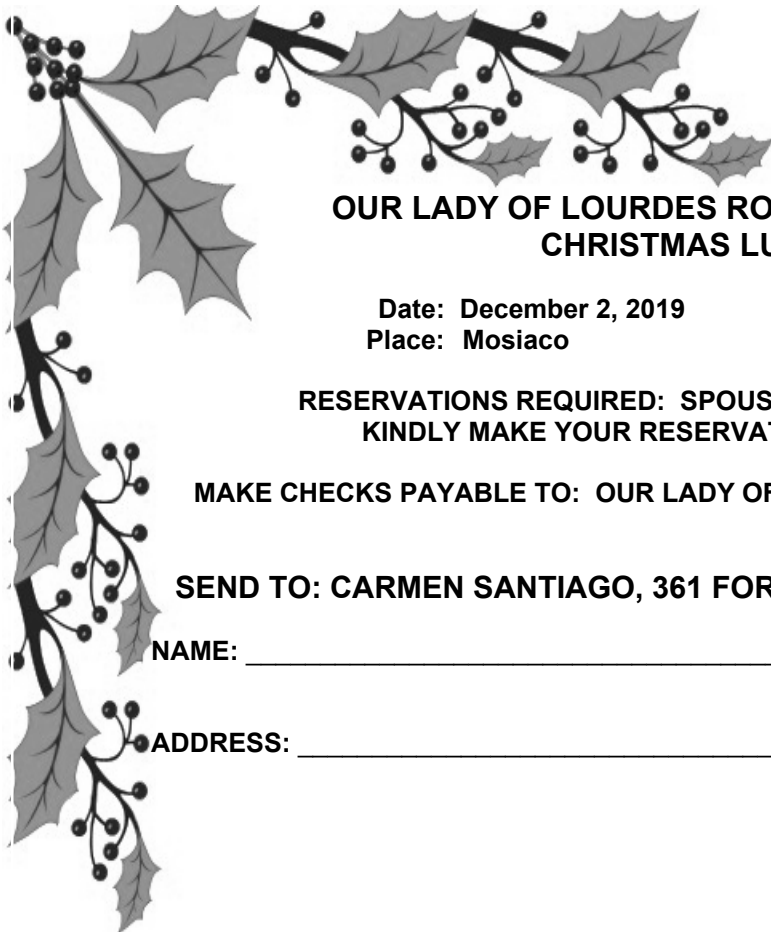 OUR LADY OF LOURDES RO
CHRISTMAS LU
Date: December 2, 2019
Place: Mosiaco
RESERVATIONS REQUIRED: SPOUS
KINDLY MAKE YOUR RESERVAT
MAKE CHECKS PAYABLE TO: OUR LADY OF
SEND TO: CARMEN SANTIAGO, 361 FOR
NAME: ____________________________________
ADDRESS: ________________________________